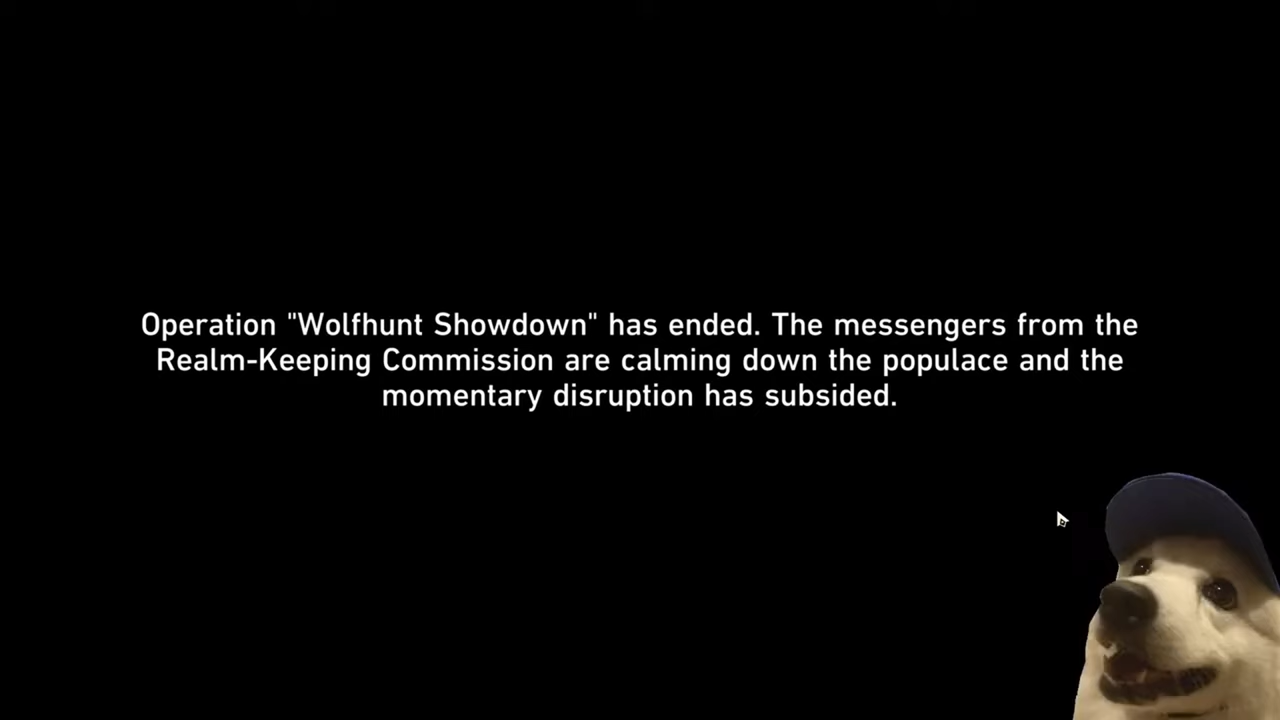 Operation "Wolfhunt Showdown" has ended. The messengers from the
Realm-Keeping Commission are calming down the populace and the
momentary disruption has subsided.